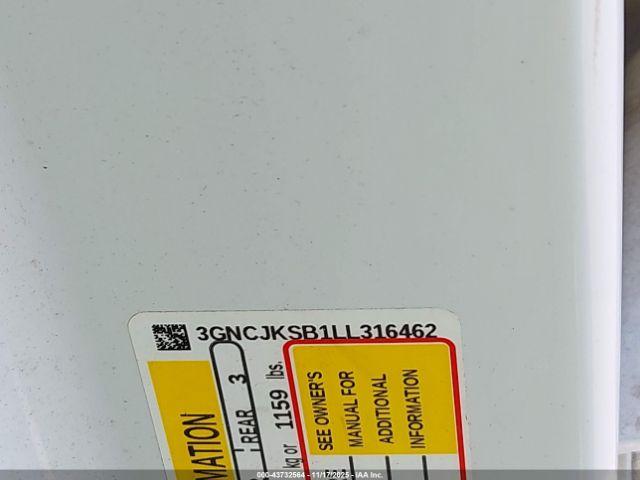 3GNCJKSB1LL316462
MATION
REAR 3
kg or 1159 lbs.
SEE OWNER'S
MANUAL FOR
ADDITIONAL
INFORMATION
000-43732564 - 11/17/2025 - IAA Inc.